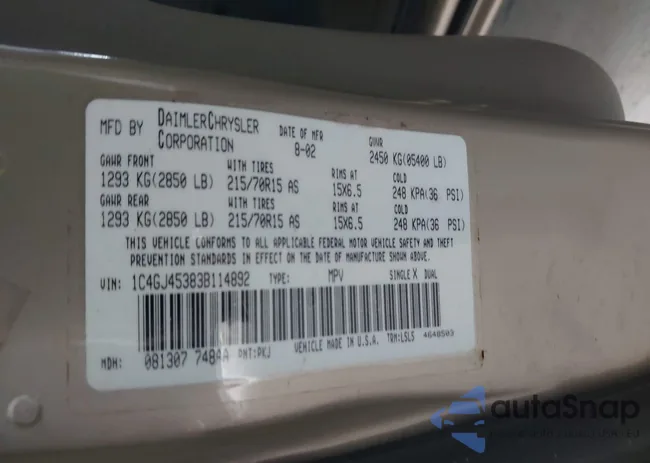 MFD BY DAIMLERCHRYSLER CORPORATION DATE OF MFR 8-02 GVWR 2450 KG(05400 LB)
GAWR FRONT WITH TIRES RIMS AT COLD
1293 KG(2850 LB) 215/70R15 AS 15X6.5 248 KPA(36 PSI)
GAWR REAR WITH TIRES RIMS AT COLD
1293 KG(2850 LB) 215/70R15 AS 15X6.5 248 KPA(36 PSI)
THIS VEHICLE CONFORMS TO ALL APPLICABLE FEDERAL MOTOR VEHICLE SAFETY AND THEFT
PREVENTION STANDARDS IN EFFECT ON THE DATE OF MANUFACTURE SHOWN ABOVE.
VIN: 1C4GJ45383B114892 TYPE: MPV SINGLE X DUAL
MDH: 081307 748AA PNT:PKJ VEHICLE MADE IN U.S.A. TRM:LSL5 4648503
autoSnap